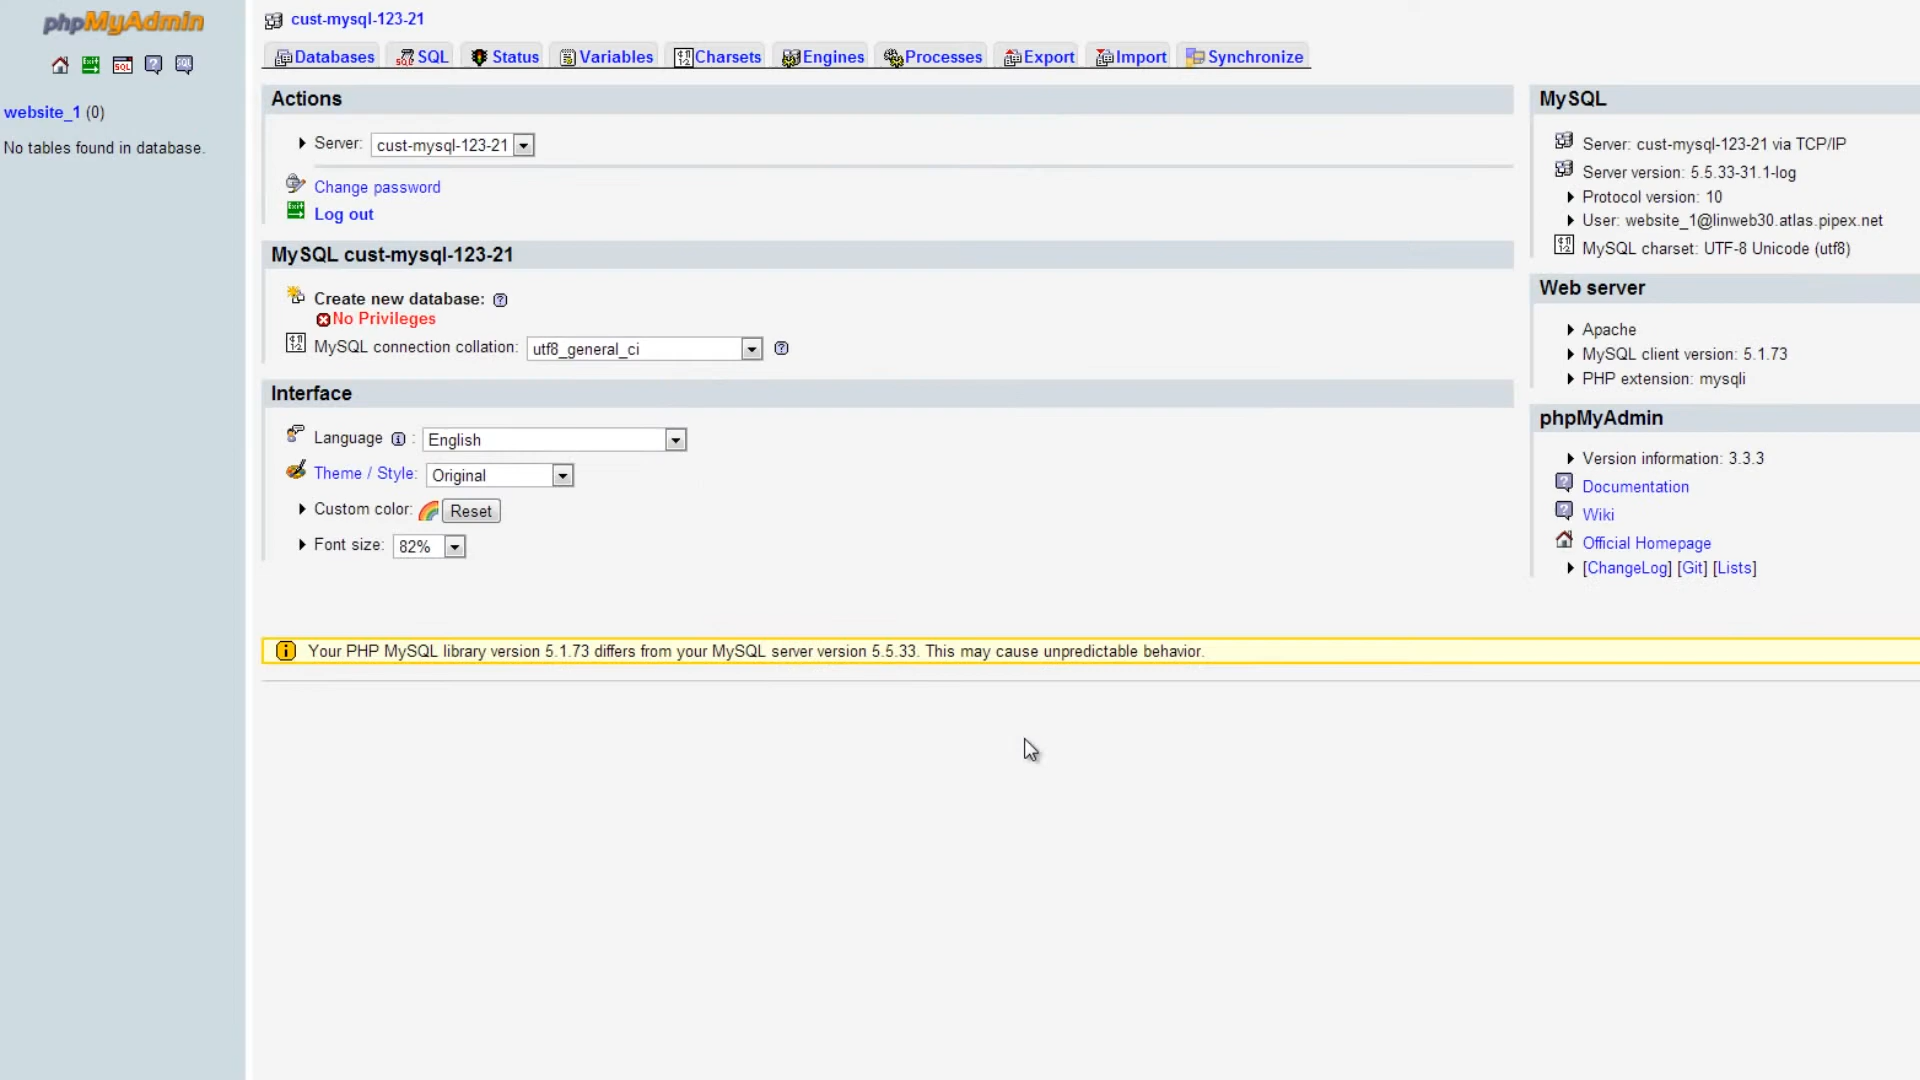 phpMyAdmin
website_1 (0)
No tables found in database.
cust-mysql-123-21
Databases SQL Status Variables Charsets Engines Processes Export Import Synchronize
Actions
Server: cust-mysql-123-21
Change password
Log out
MySQL cust-mysql-123-21
Create new database:
No Privileges
MySQL connection collation: utf8_general_ci
Interface
Language : English
Theme / Style: Original
Custom color: Reset
Font size: 82%
MySQL
Server: cust-mysql-123-21 via TCP/IP
Server version: 5.5.33-31.1-log
Protocol version: 10
User: website_1@linweb30.atlas.pipex.net
MySQL charset: UTF-8 Unicode (utf8)
Web server
Apache
MySQL client version: 5.1.73
PHP extension: mysqli
phpMyAdmin
Version information: 3.3.3
Documentation
Wiki
Official Homepage
[ChangeLog] [Git] [Lists]
Your PHP MySQL library version 5.1.73 differs from your MySQL server version 5.5.33. This may cause unpredictable behavior.